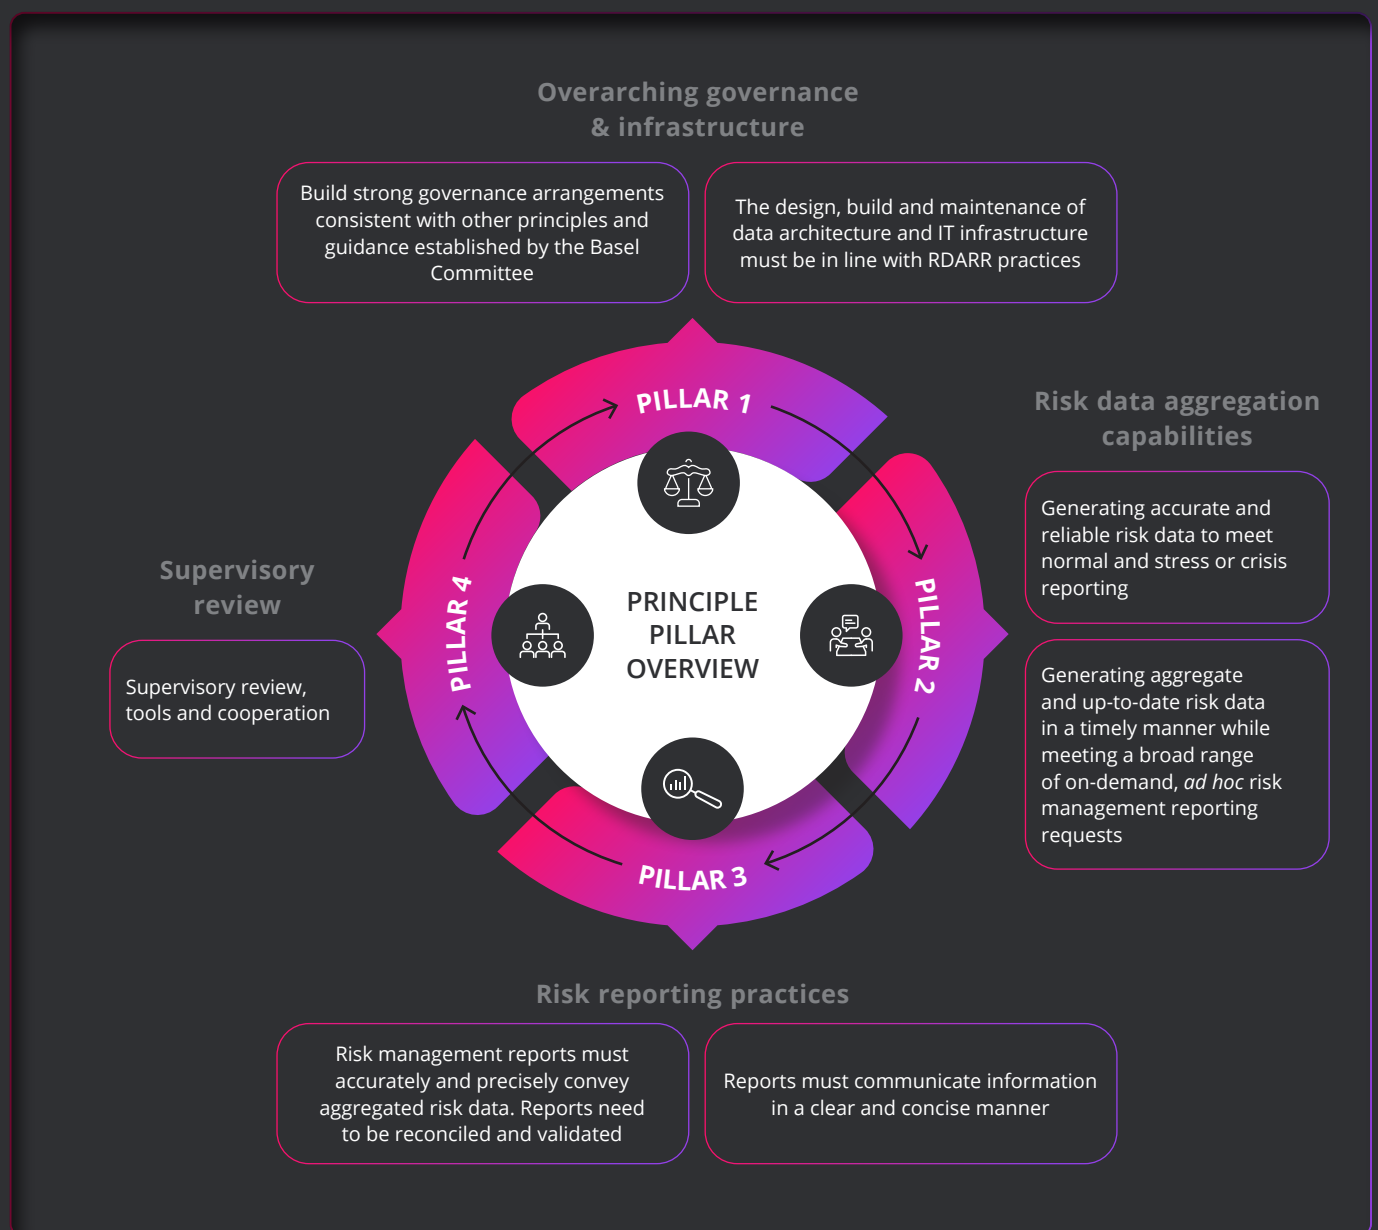 Overarching governance
& infrastructure
Build strong governance arrangements
consistent with other principles and
guidance established by the Basel
Committee
The design, build and maintenance of
data architecture and IT infrastructure
must be in line with RDARR practices
PILLAR 1
Risk data aggregation
capabilities
Generating accurate and
reliable risk data to meet
normal and stress or crisis
reporting
Generating aggregate
and up-to-date risk data
in a timely manner while
meeting a broad range
of on-demand, ad hoc risk
management reporting
requests
PILLAR 2
PRINCIPLE
PILLAR
OVERVIEW
Supervisory
review
Supervisory review,
tools and cooperation
PILLAR 4
PILLAR 3
Risk reporting practices
Risk management reports must
accurately and precisely convey
aggregated risk data. Reports need
to be reconciled and validated
Reports must communicate information
in a clear and concise manner